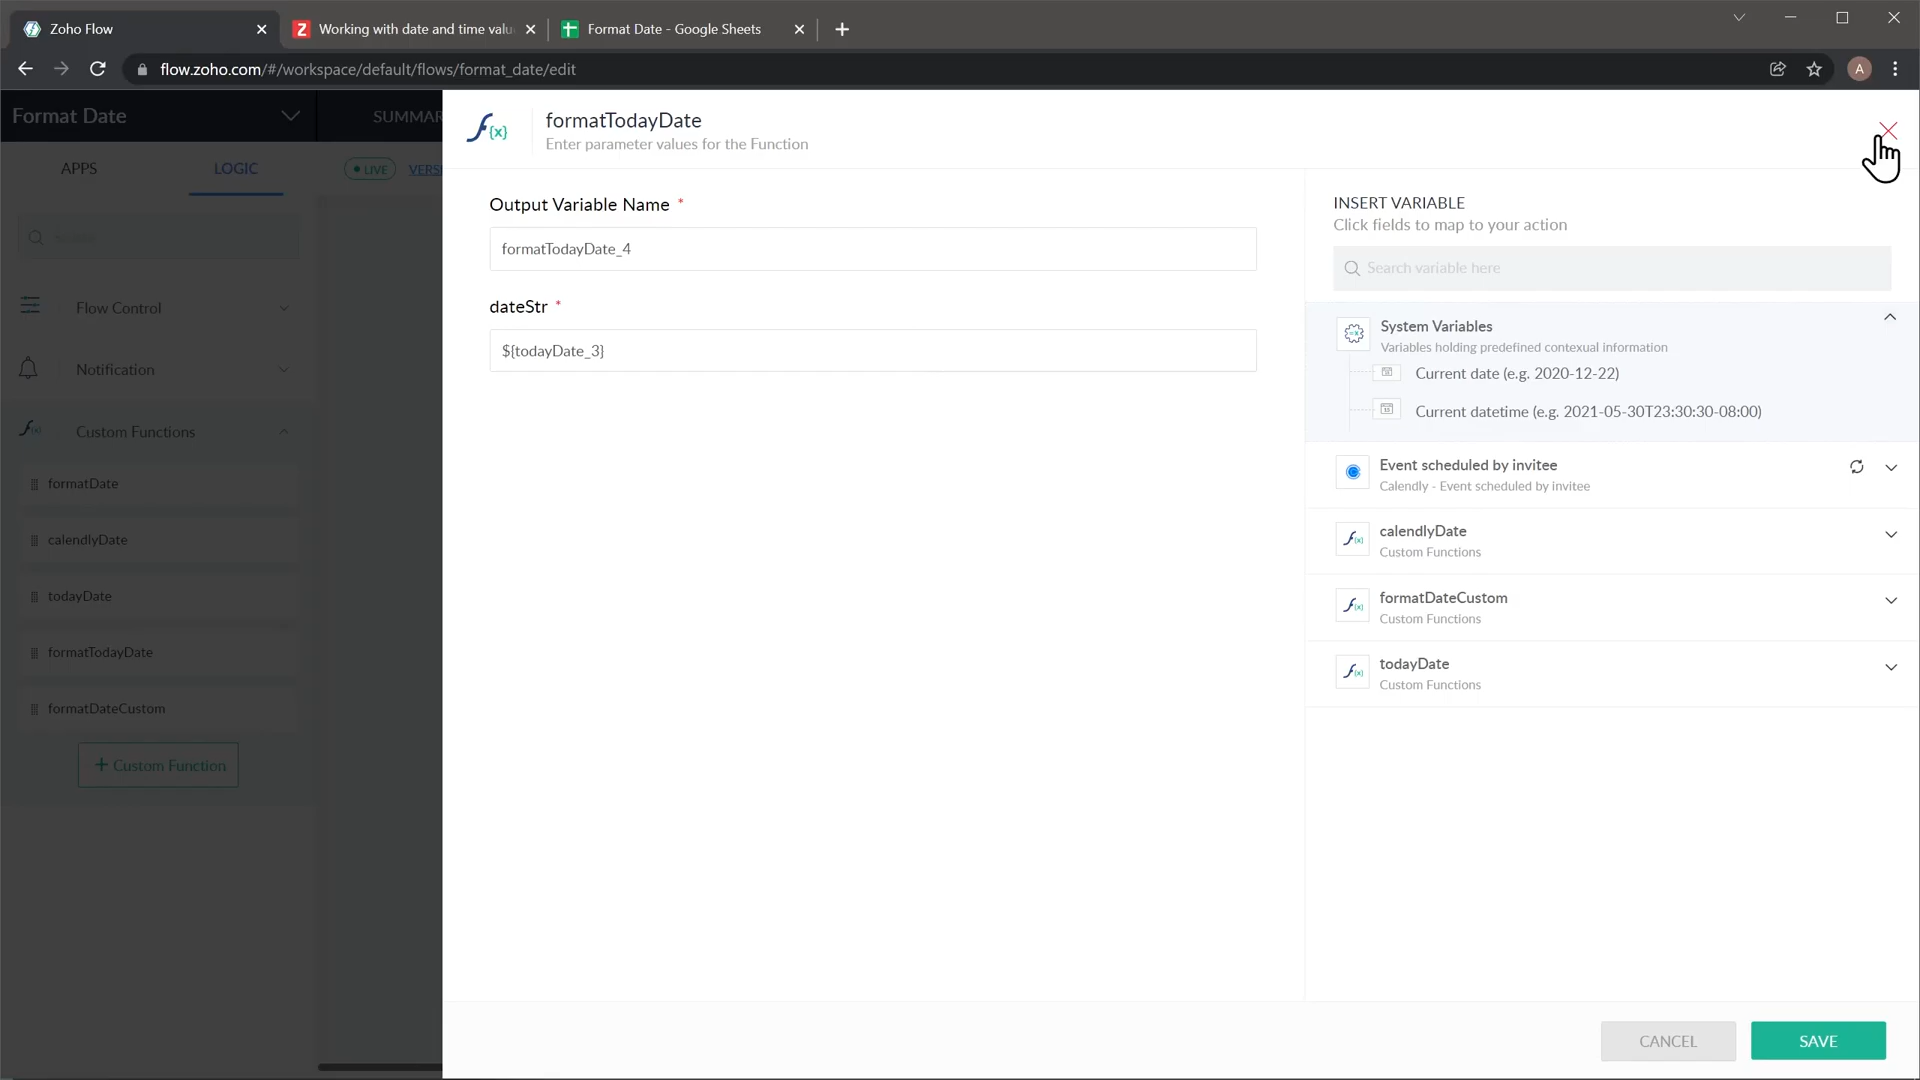 Zoho Flow
Working with date and time valu
Format Date - Google Sheets
flow.zoho.com/#/workspace/default/flows/format_date/edit
A
Format Date
SUMMAR
APPS
LOGIC
LIVE
VERSI
Flow Control
Notification
Custom Functions
formatDate
calendlyDate
todayDate
formatTodayDate
formatDateCustom
+ Custom Function
formatTodayDate
Enter parameter values for the Function
Output Variable Name *
formatTodayDate_4
dateStr *
${todayDate_3}
INSERT VARIABLE
Click fields to map to your action
Search variable here
System Variables
Variables holding predefined contexual information
Current date (e.g. 2020-12-22)
Current datetime (e.g. 2021-05-30T23:30:30-08:00)
Event scheduled by invitee
Calendly - Event scheduled by invitee
calendlyDate
Custom Functions
formatDateCustom
Custom Functions
todayDate
Custom Functions
CANCEL
SAVE